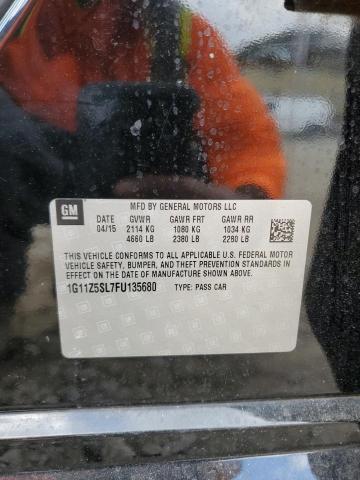 MFD BY GENERAL MOTORS LLC
GM
04/15 GVWR GAWR FRT GAWR RR
2114 KG 1080 KG 1034 KG
4660 LB 2380 LB 2280 LB
THIS VEHICLE CONFORMS TO ALL APPLICABLE U.S. FEDERAL MOTOR
VEHICLE SAFETY, BUMPER, AND THEFT PREVENTION STANDARDS IN
EFFECT ON THE DATE OF MANUFACTURE SHOWN ABOVE.
1G11Z5SL7FU135680 TYPE: PASS CAR